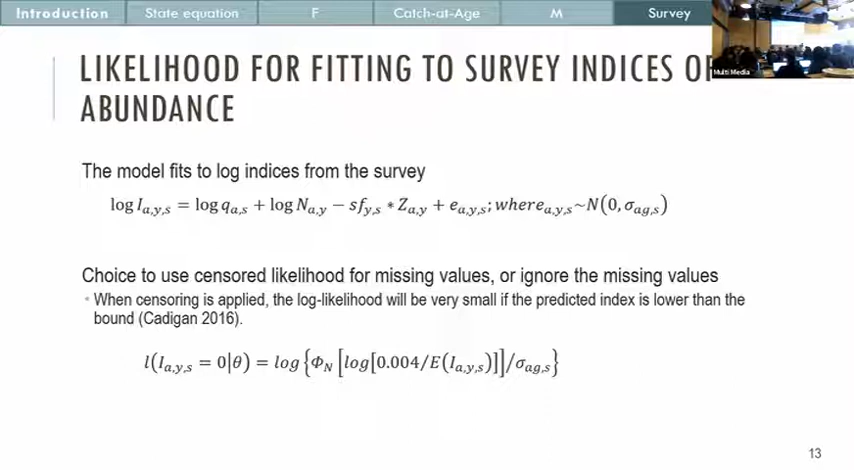 Introduction State equation F Catch-at-Age M Survey
Multi Media
LIKELIHOOD FOR FITTING TO SURVEY INDICES OF
ABUNDANCE
The model fits to log indices from the survey
log I_{a,y,s} = log q_{a,s} + log N_{a,y} − sf_{y,s} * Z_{a,y} + e_{a,y,s}; where_{a,y,s}~N(0, σ_{ag,s})
Choice to use censored likelihood for missing values, or ignore the missing values
• When censoring is applied, the log-likelihood will be very small if the predicted index is lower than the
bound (Cadigan 2016).
l(I_{a,y,s} = 0|θ) = log{Φ_N[log[0.004/E(I_{a,y,s})]]/σ_{ag,s}}
13